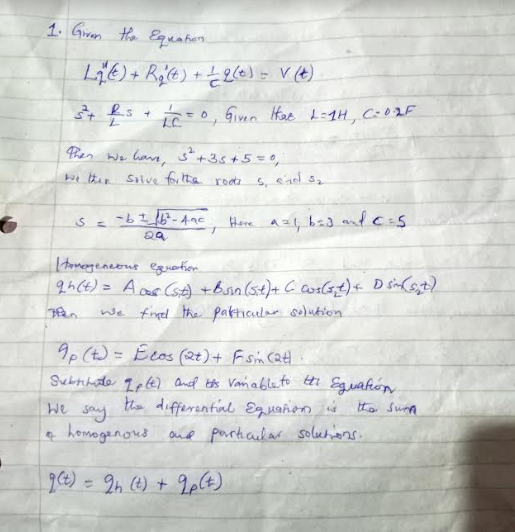 1. Given the Equation
Lq''(t) + Rq'(t) + 1/C q(t) = V(t)
s² + R/L s + 1/LC = 0, Given that L=1H, C=0.2F
Then we have, s² + 3s + 5 = 0,
we then solve for the roots s, and s₂
s = -b ± √b² - 4ac / 2a, Here a=1, b=3 and C=5
Homogeneous equation
qh(t) = A cos(s,t) + B sin(s,t) + C cos(s₂t) + D sin(s₂t)
Then we find the particular solution
qp(t) = E cos(2t) + F sin(2t).
Substitute qp(t) and its variable to the Equation
We say the differential Equation is the sum
of homogenous and particular solutions.
q(t) = qh(t) + qp(t)